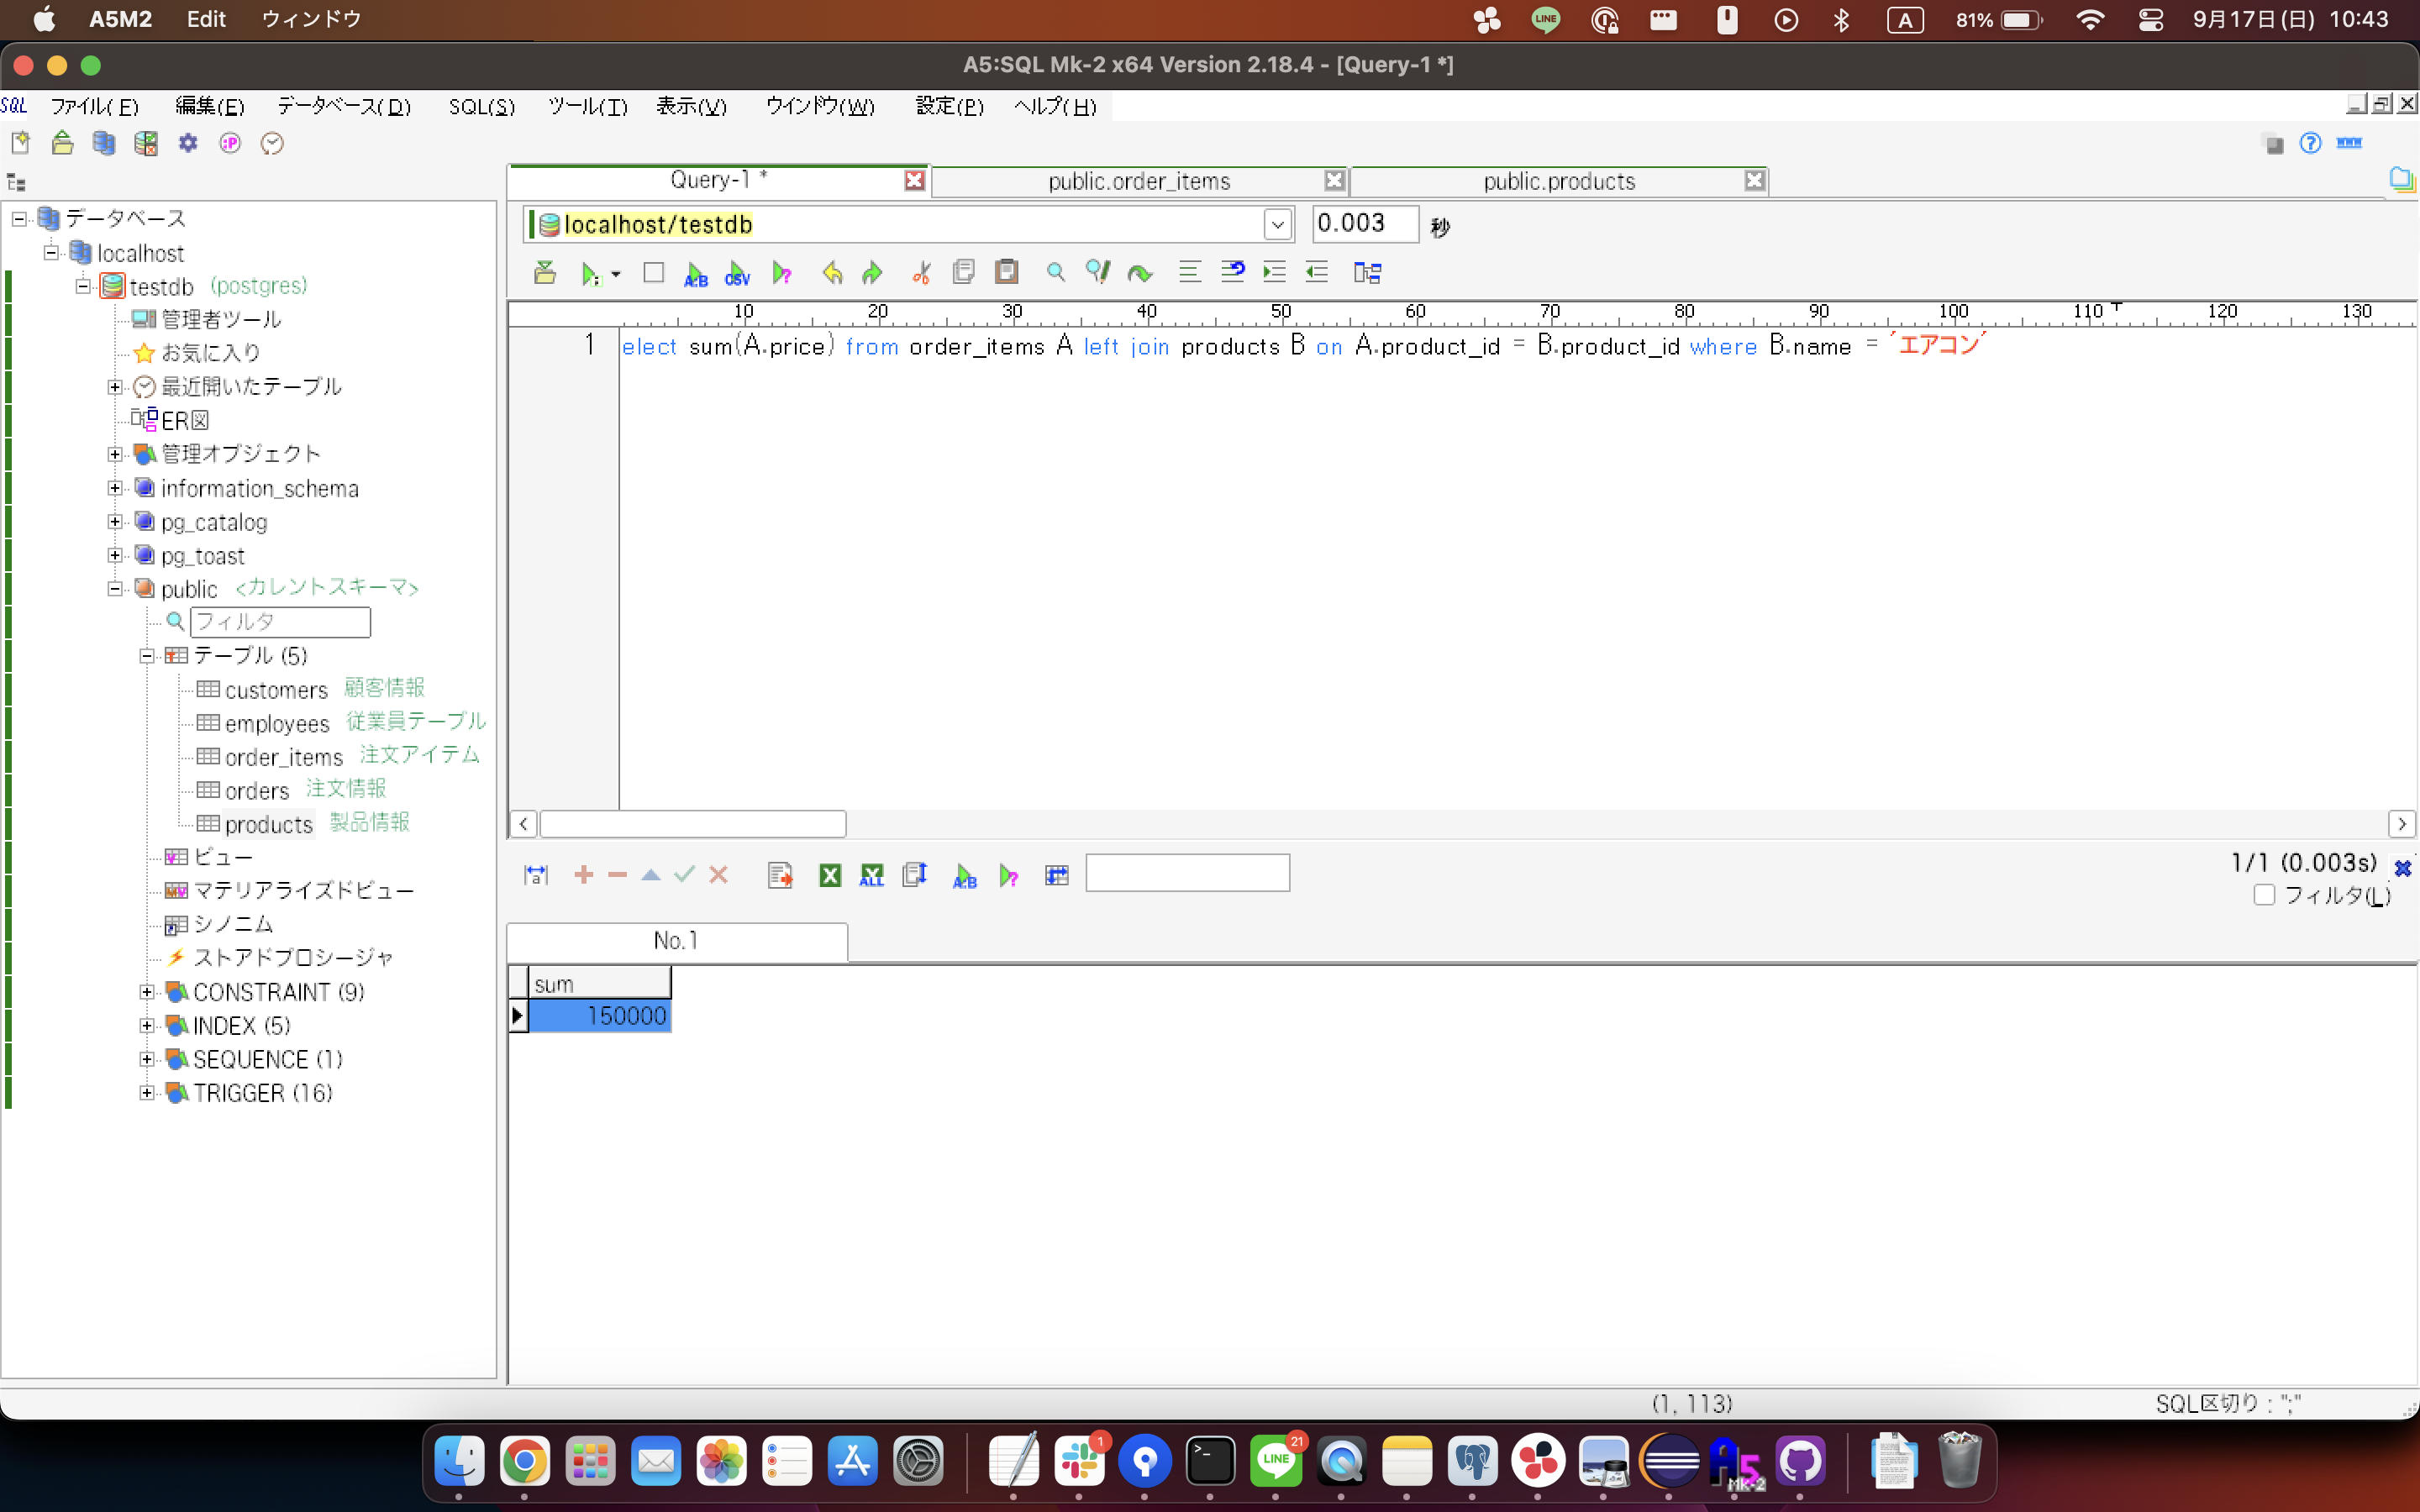 A5M2 Edit ウィンドウ
A 81% 9月17日(日) 10:43
A5:SQL Mk-2 x64 Version 2.18.4 - [Query-1 *]
SQL ファイル(F) 編集(E) データベース(D) SQL(S) ツール(T) 表示(V) ウインドウ(W) 設定(P) ヘルプ(H)
Query-1 * public.order_items public.products
localhost/testdb 0.003 秒
A:B CSV
10 20 30 40 50 60 70 80 90 100 110 120 130
1 elect sum(A.price) from order_items A left join products B on A.product_id = B.product_id where B.name = 'エアコン'
データベース
localhost
testdb (postgres)
管理者ツール
お気に入り
最近開いたテーブル
ER図
管理オブジェクト
information_schema
pg_catalog
pg_toast
public <カレントスキーマ>
フィルタ
テーブル (5)
customers 顧客情報
employees 従業員テーブル
order_items 注文アイテム
orders 注文情報
products 製品情報
ビュー
マテリアライズドビュー
シノニム
ストアドプロシージャ
CONSTRAINT (9)
INDEX (5)
SEQUENCE (1)
TRIGGER (16)
ALL A:B
1/1 (0.003s)
フィルタ(L)
No.1
sum
150000
(1, 113) SQL区切り : ";"
1 LINE 21 A5 Mk-2